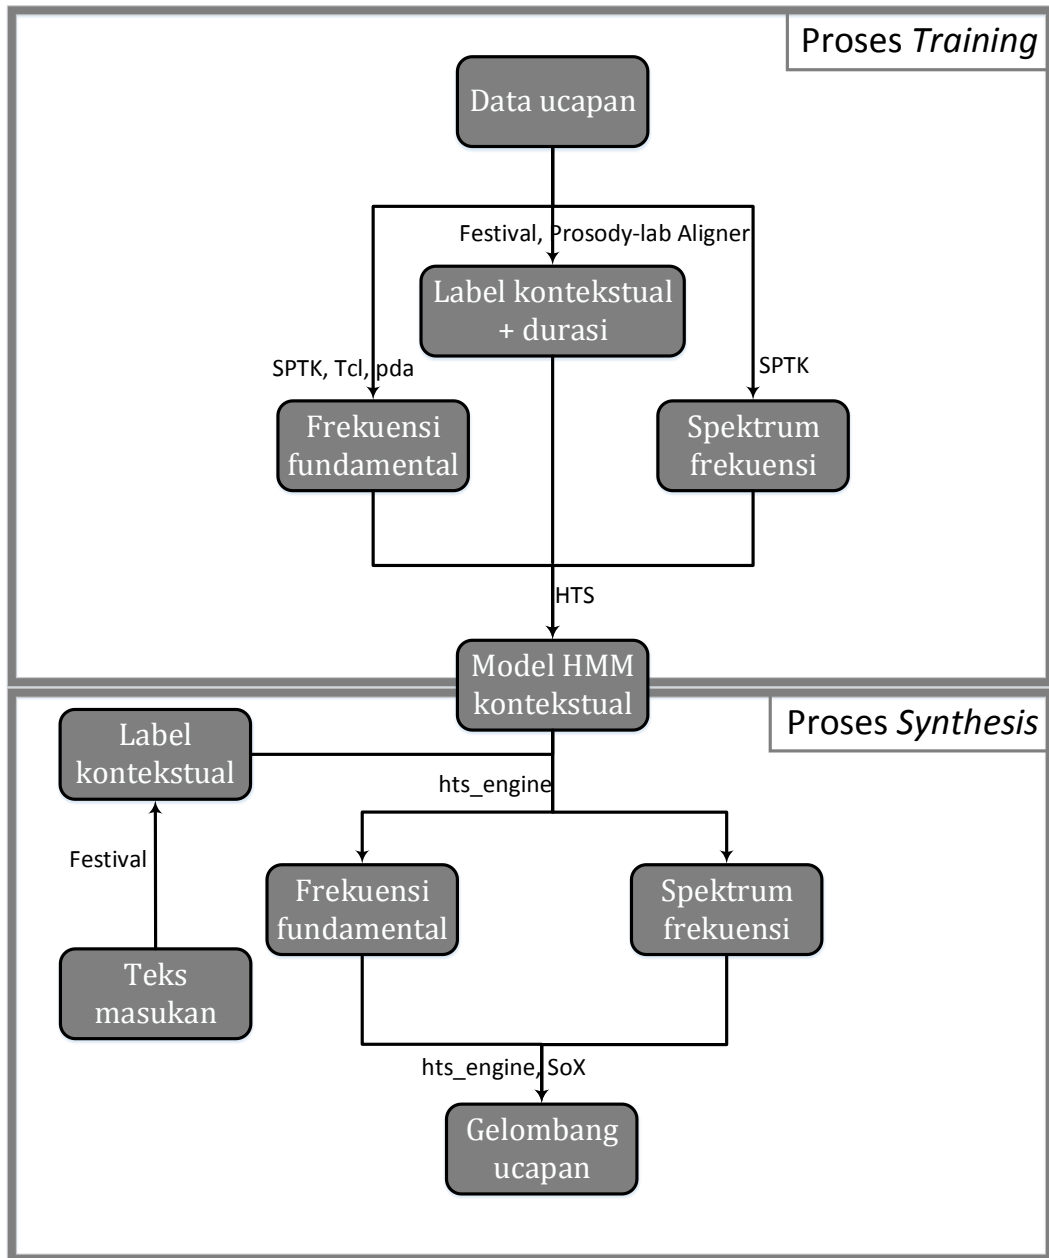 Proses Training
Data ucapan
Festival, Prosody-lab Aligner
Label kontekstual
+ durasi
SPTK, Tcl, pda
SPTK
Frekuensi
fundamental
Spektrum
frekuensi
HTS
Model HMM
kontekstual
Proses Synthesis
Label
kontekstual
hts_engine
Festival
Frekuensi
fundamental
Spektrum
frekuensi
Teks
masukan
hts_engine, SoX
Gelombang
ucapan